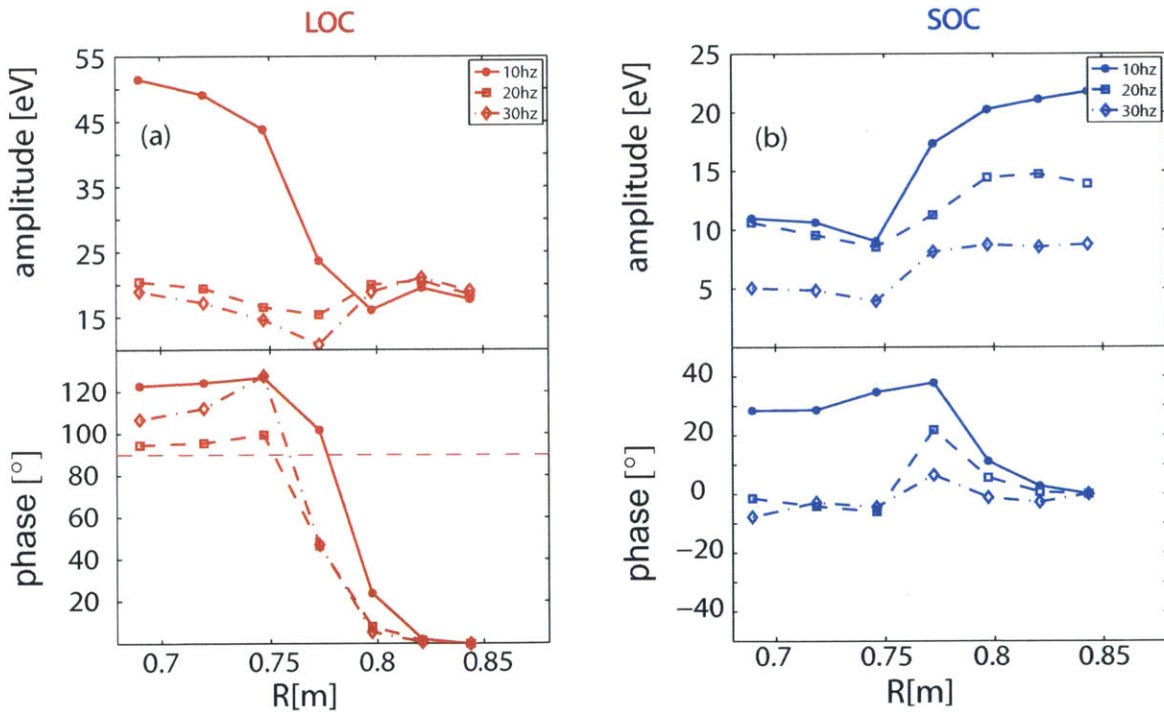 LOC
amplitude [eV]
55
45
35
25
15
(a)
10hz
20hz
30hz
phase [°]
120
100
80
60
40
20
0.7
0.75
0.8
0.85
R[m]
SOC
amplitude [eV]
25
20
15
10
5
(b)
10hz
20hz
30hz
phase [°]
40
20
0
−20
−40
0.7
0.75
0.8
0.85
R[m]